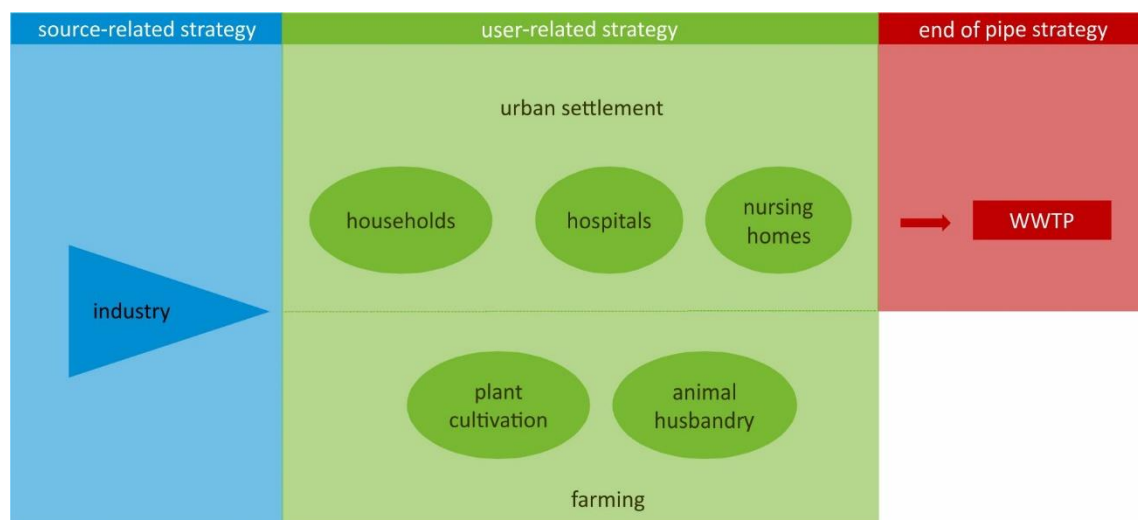 source-related strategy
user-related strategy
end of pipe strategy
urban settlement
households
hospitals
nursing
homes
WWTP
industry
plant
cultivation
animal
husbandry
farming